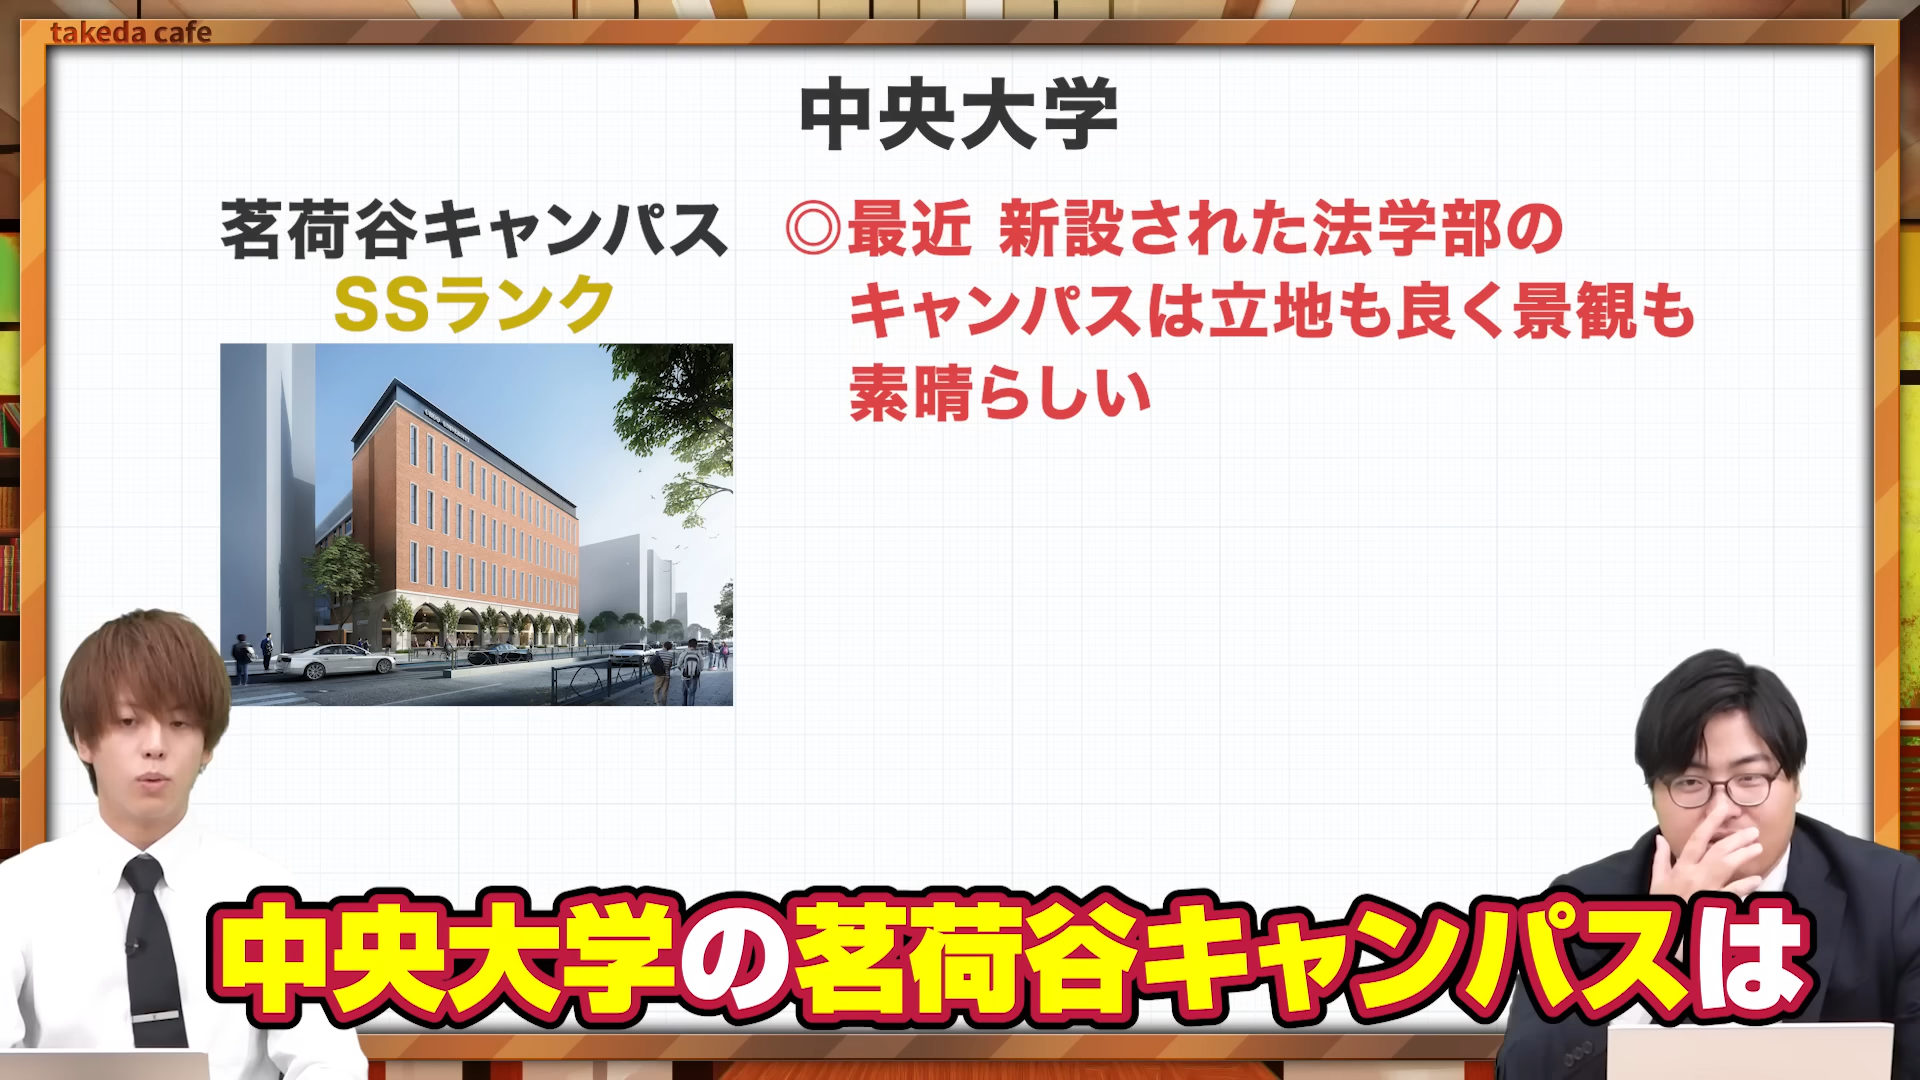 takeda cafe
中央大学
茗荷谷キャンパス
SSランク
◎最近 新設された法学部の
キャンパスは立地も良く景観も
素晴らしい
中央大学の茗荷谷キャンパスは